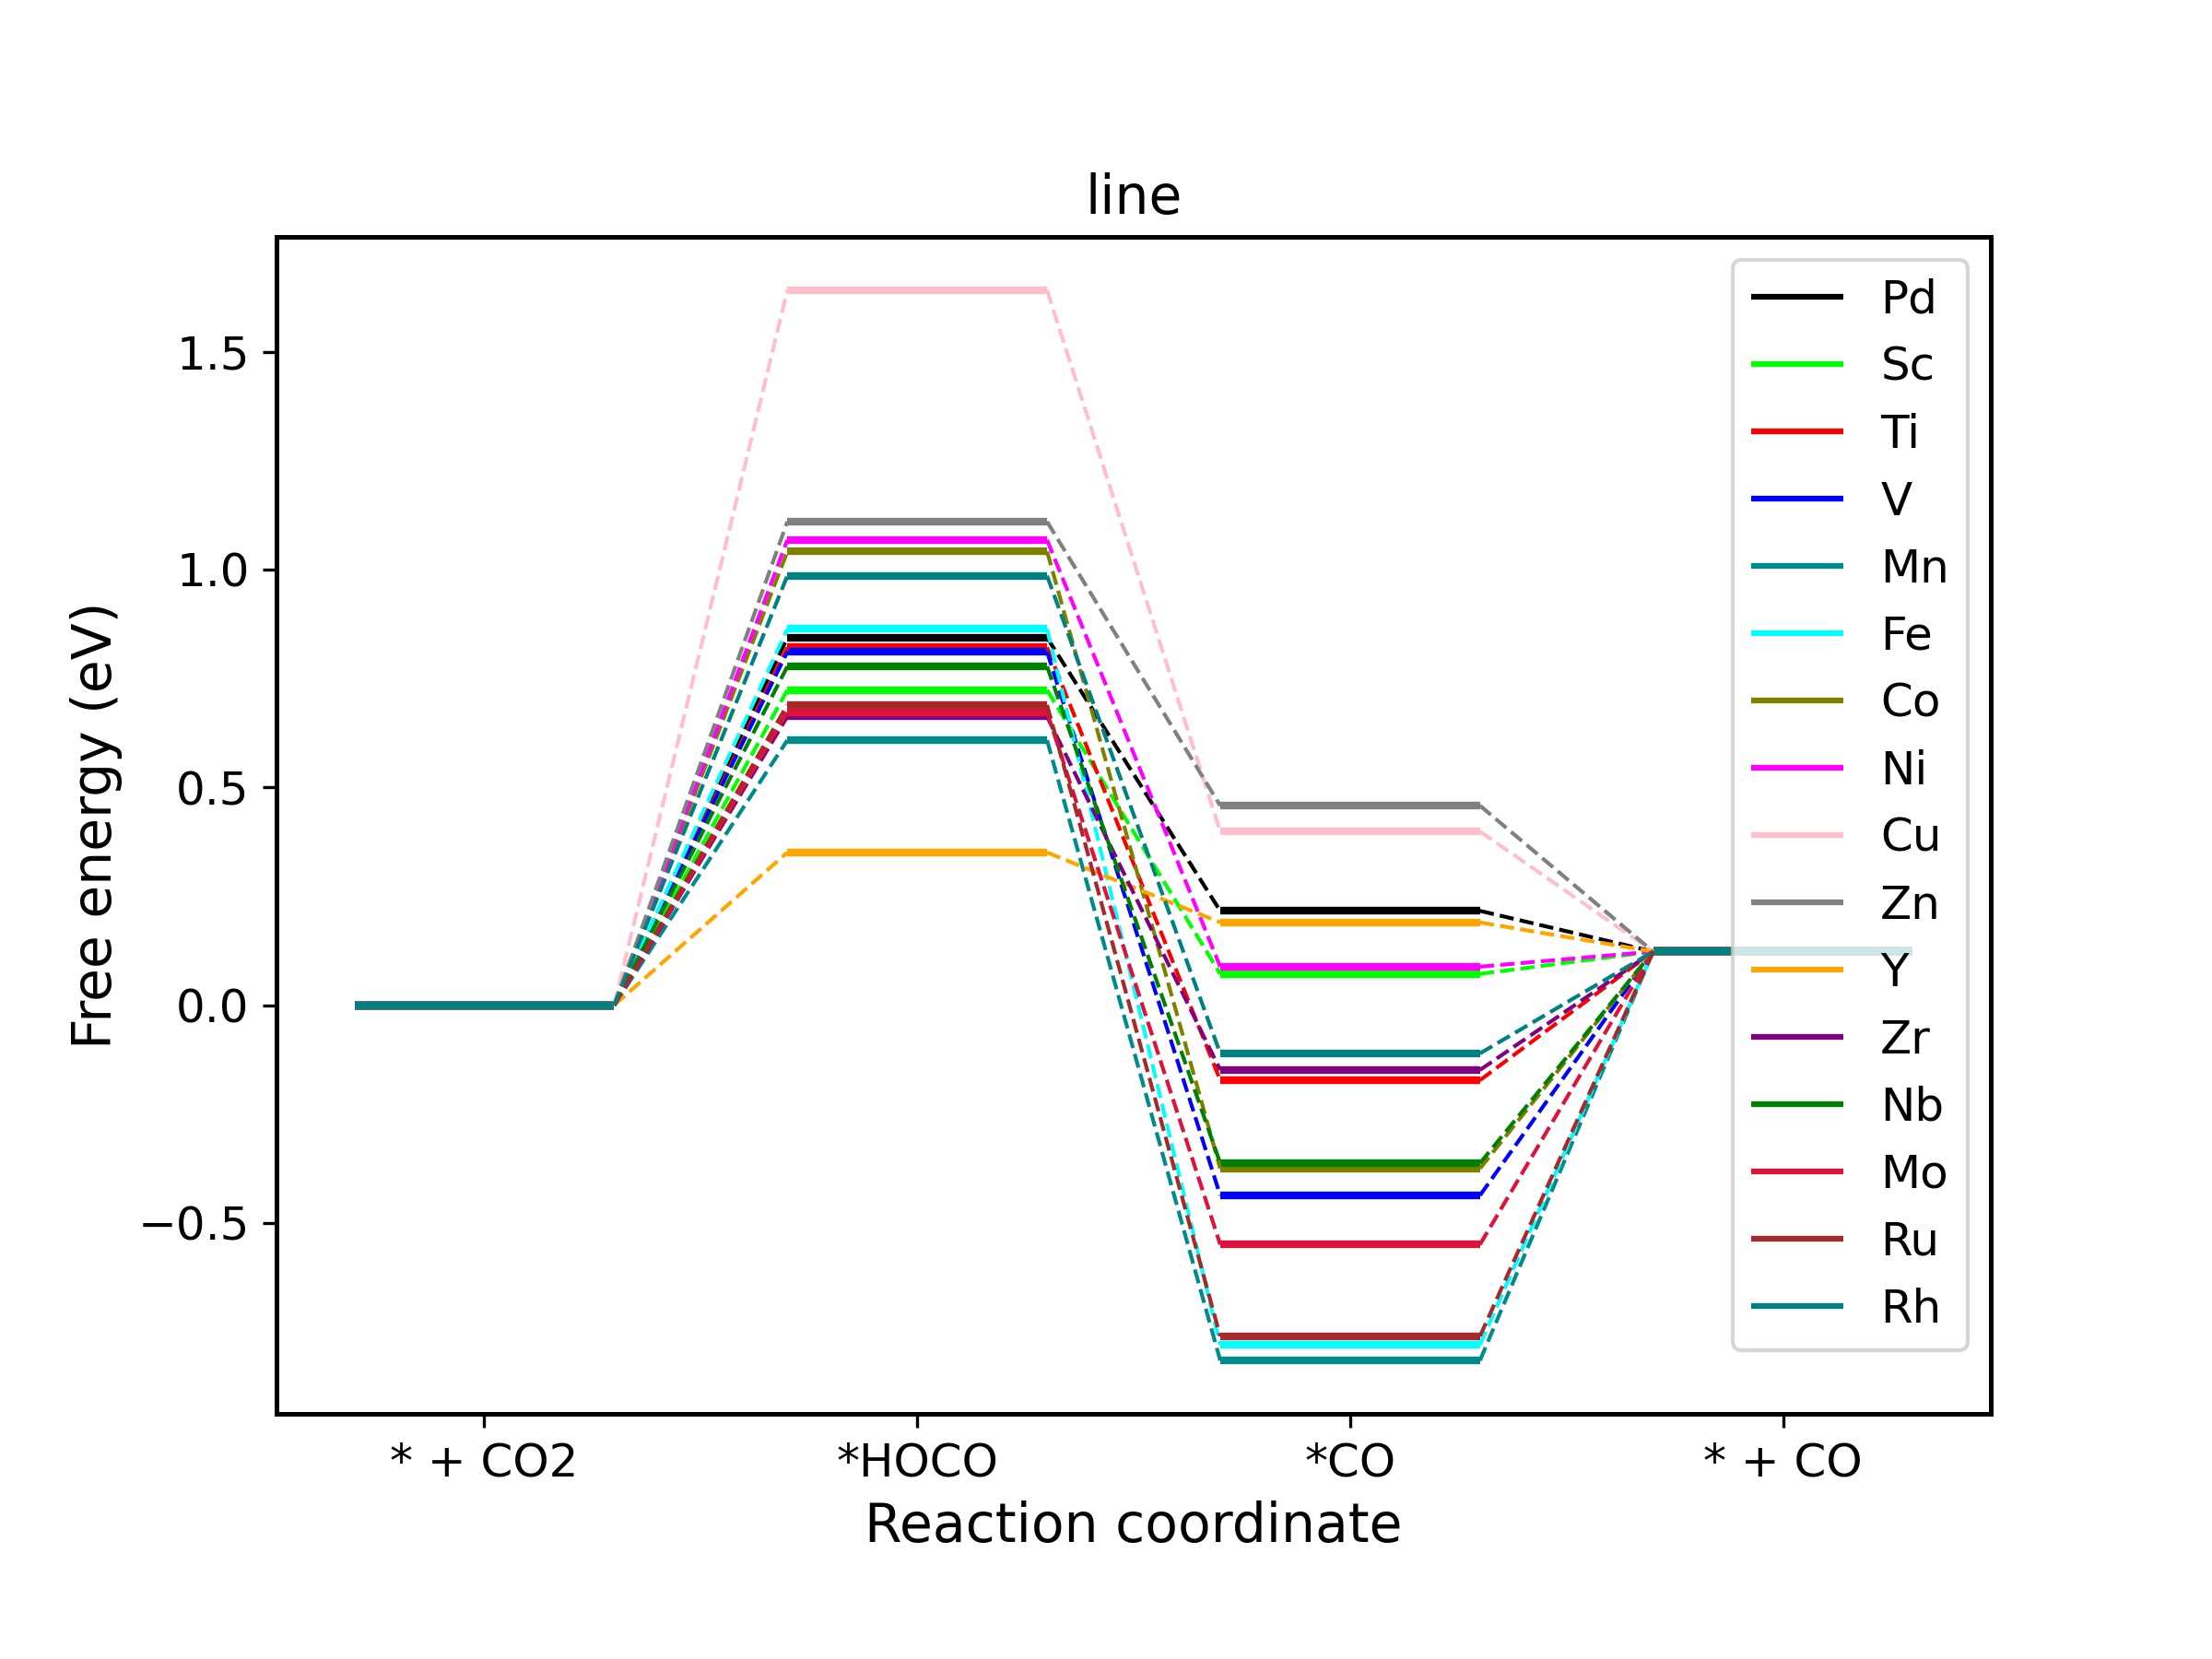 line
Free energy (eV)
1.5
1.0
0.5
0.0
−0.5
Pd
Sc
Ti
V
Mn
Fe
Co
Ni
Cu
Zn
Y
Zr
Nb
Mo
Ru
Rh
* + CO2
*HOCO
*CO
* + CO
Reaction coordinate